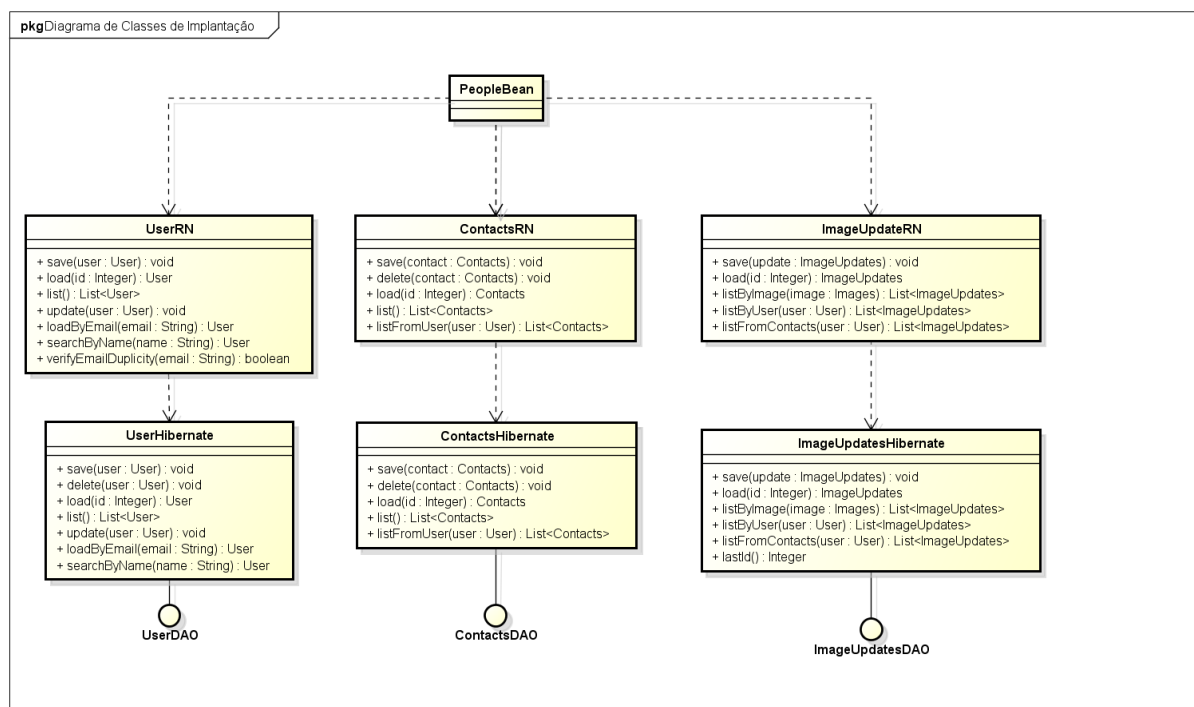 pkg Diagrama de Classes de Implantação
PeopleBean
UserRN
+ save(user : User) : void
+ load(id : Integer) : User
+ list() : List<User>
+ update(user : User) : void
+ loadByEmail(email : String) : User
+ searchByName(name : String) : User
+ verifyEmailDuplicity(email : String) : boolean
ContactsRN
+ save(contact : Contacts) : void
+ delete(contact : Contacts) : void
+ load(id : Integer) : Contacts
+ list() : List<Contacts>
+ listFromUser(user : User) : List<Contacts>
ImageUpdateRN
+ save(update : ImageUpdates) : void
+ load(id : Integer) : ImageUpdates
+ listByImage(image : Images) : List<ImageUpdates>
+ listByUser(user : User) : List<ImageUpdates>
+ listFromContacts(user : User) : List<ImageUpdates>
UserHibernate
+ save(user : User) : void
+ delete(user : User) : void
+ load(id : Integer) : User
+ list() : List<User>
+ update(user : User) : void
+ loadByEmail(email : String) : User
+ searchByName(name : String) : User
ContactsHibernate
+ save(contact : Contacts) : void
+ delete(contact : Contacts) : void
+ load(id : Integer) : Contacts
+ list() : List<Contacts>
+ listFromUser(user : User) : List<Contacts>
ImageUpdatesHibernate
+ save(update : ImageUpdates) : void
+ load(id : Integer) : ImageUpdates
+ listByImage(image : Images) : List<ImageUpdates>
+ listByUser(user : User) : List<ImageUpdates>
+ listFromContacts(user : User) : List<ImageUpdates>
+ lastId() : Integer
UserDAO
ContactsDAO
ImageUpdatesDAO